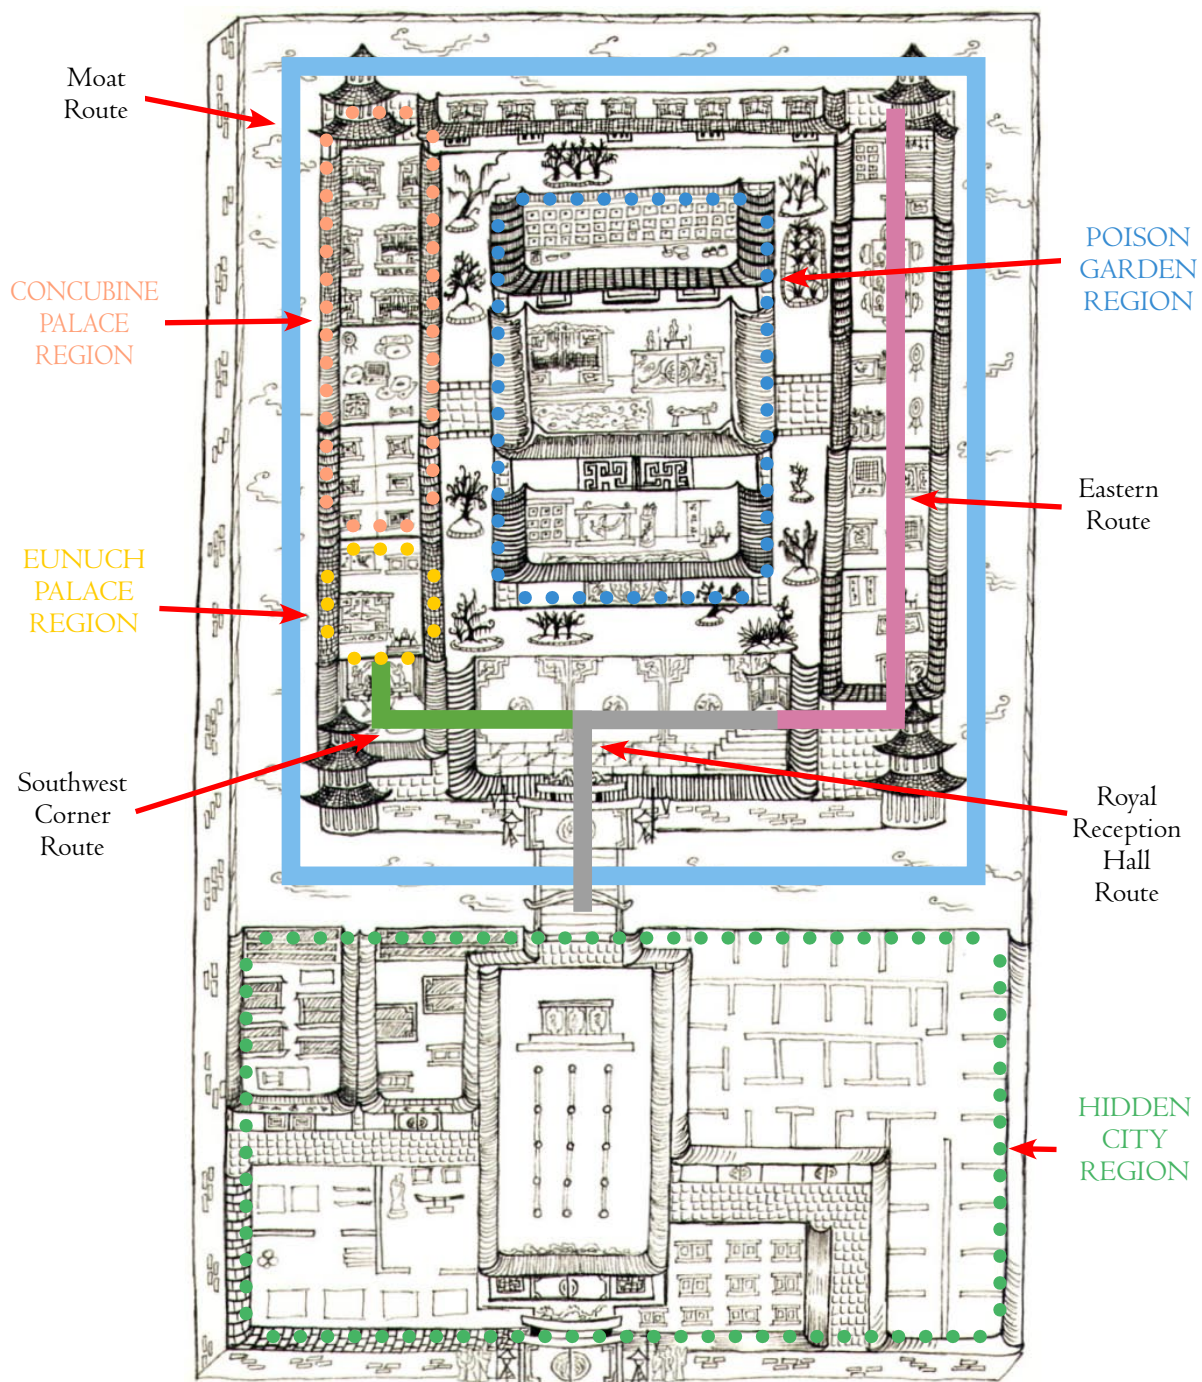 Moat
Route
POISON
GARDEN
REGION
CONCUBINE
PALACE
REGION
Eastern
Route
EUNUCH
PALACE
REGION
Southwest
Corner
Route
Royal
Reception
Hall
Route
HIDDEN
CITY
REGION